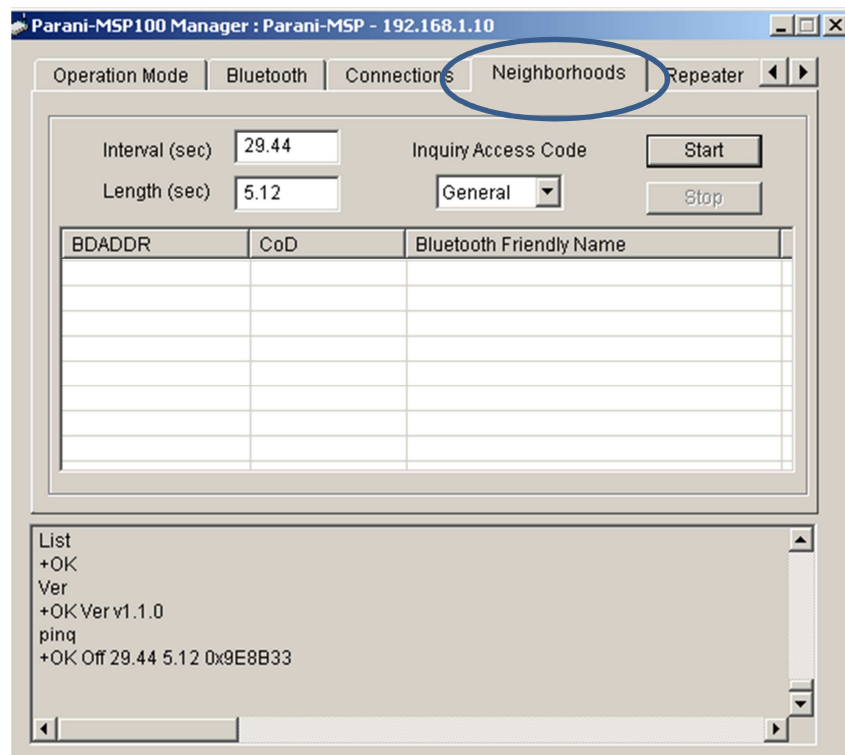 Parani-MSP100 Manager : Parani-MSP - 192.168.1.10
Operation Mode Bluetooth Connections Neighborhoods Repeater
Interval (sec) 29.44 Inquiry Access Code Start
Length (sec) 5.12 General Stop
BDADDR CoD Bluetooth Friendly Name
List
+OK
Ver
+OK Ver v1.1.0
pinq
+OK Off 29.44 5.12 0x9E8B33